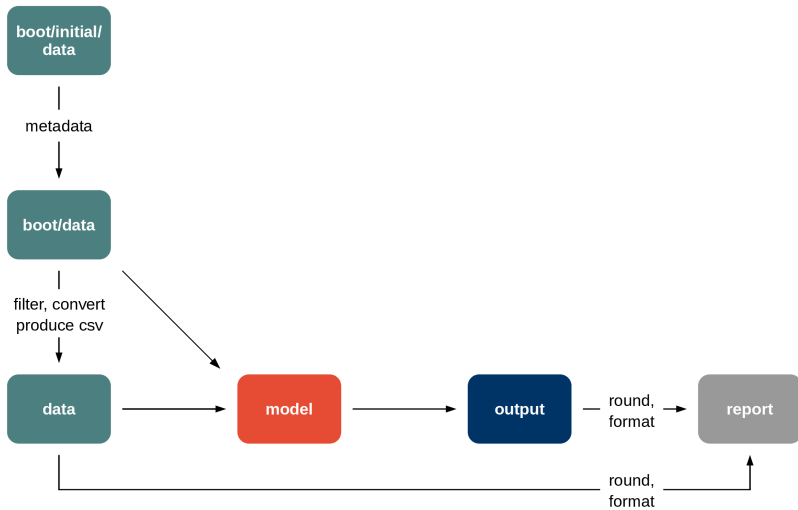 boot/initial/
data
metadata
boot/data
filter, convert
produce csv
data
model
output
round,
format
report
round,
format